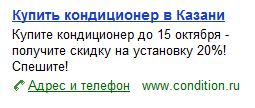 Купить кондиционер в Казани
Купите кондиционер до 15 октября -
получите скидку на установку 20%!
Спешите!
Адрес и телефон www.condition.ru